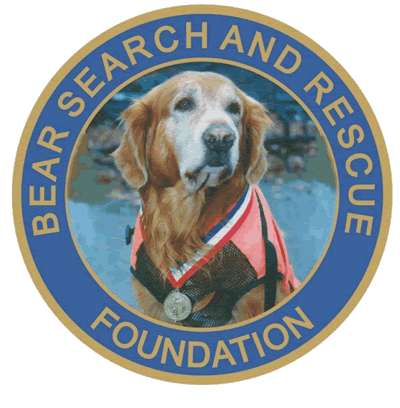 BEAR SEARCH AND RESCUE
FOUNDATION